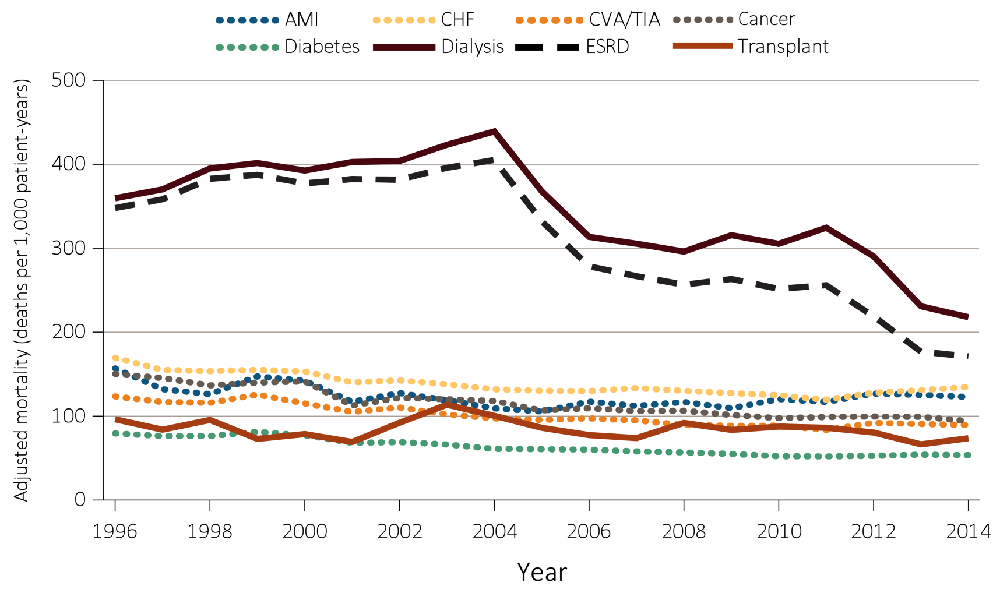 AMI CHF CVA/TIA Cancer
Diabetes Dialysis ESRD Transplant
Adjusted mortality (deaths per 1,000 patient-years)
500
400
300
200
100
0
1996 1998 2000 2002 2004 2006 2008 2010 2012 2014
Year